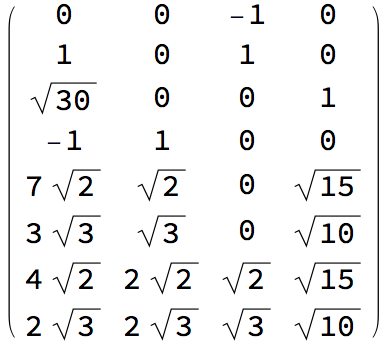 0 0 -1 0
1 0 1 0
√30 0 0 1
-1 1 0 0
7√2 √2 0 √15
3√3 √3 0 √10
4√2 2√2 √2 √15
2√3 2√3 √3 √10